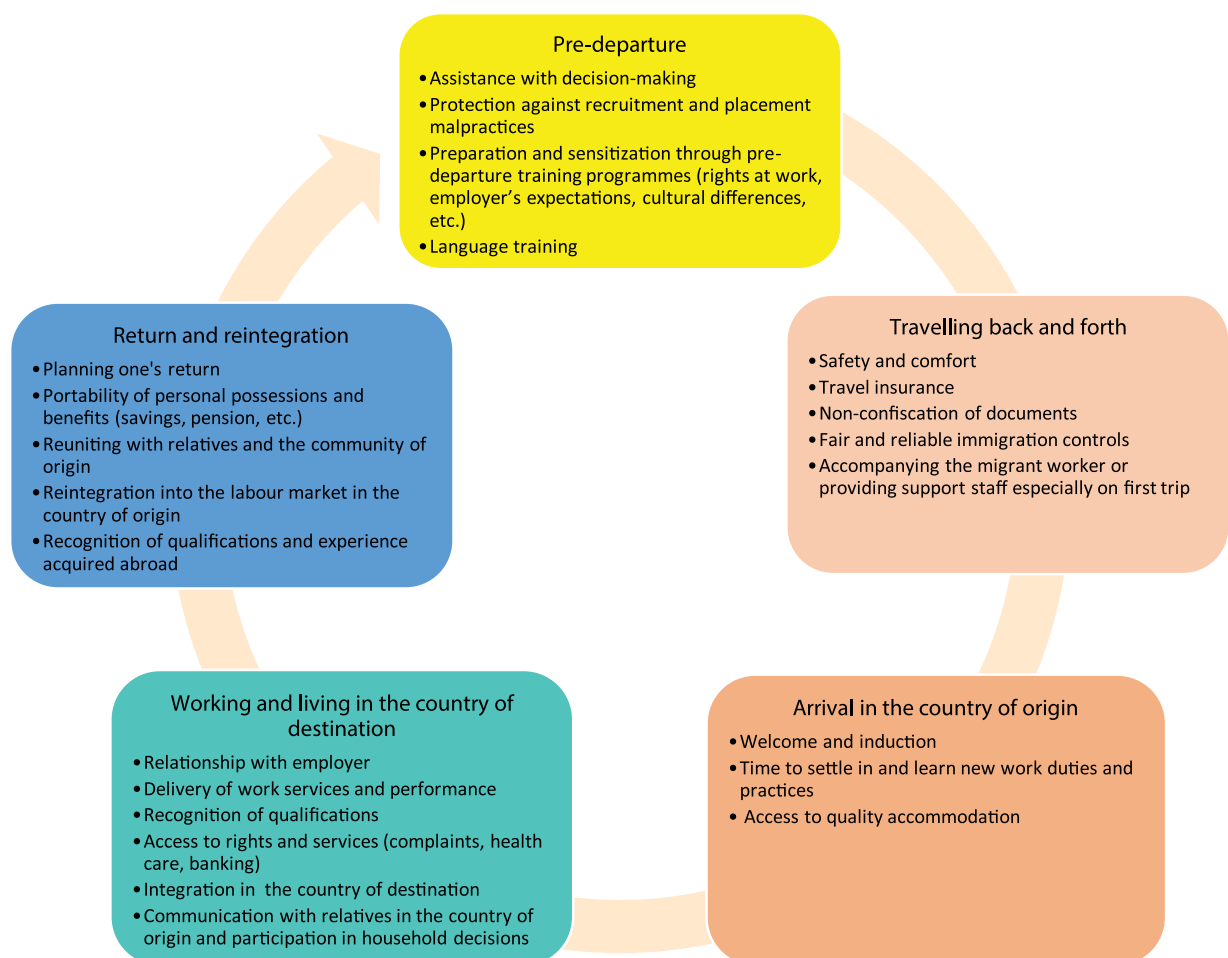 Pre-departure
•Assistance with decision-making
•Protection against recruitment and placement
malpractices
•Preparation and sensitization through pre-
departure training programmes (rights at work,
employer’s expectations, cultural differences,
etc.)
•Language training
Travelling back and forth
•Safety and comfort
•Travel insurance
•Non-confiscation of documents
•Fair and reliable immigration controls
•Accompanying the migrant worker or
providing support staff especially on first trip
Arrival in the country of origin
•Welcome and induction
•Time to settle in and learn new work duties and
practices
• Access to quality accommodation
Working and living in the country of
destination
•Relationship with employer
•Delivery of work services and performance
•Recognition of qualifications
•Access to rights and services (complaints, health
care, banking)
•Integration in  the country of destination
•Communication with relatives in the country of
origin and participation in household decisions
Return and reintegration
•Planning one's return
•Portability of personal possessions and
benefits (savings, pension, etc.)
•Reuniting with relatives and the community of
origin
•Reintegration into the labour market in the
country of origin
•Recognition of qualifications and experience
acquired abroad